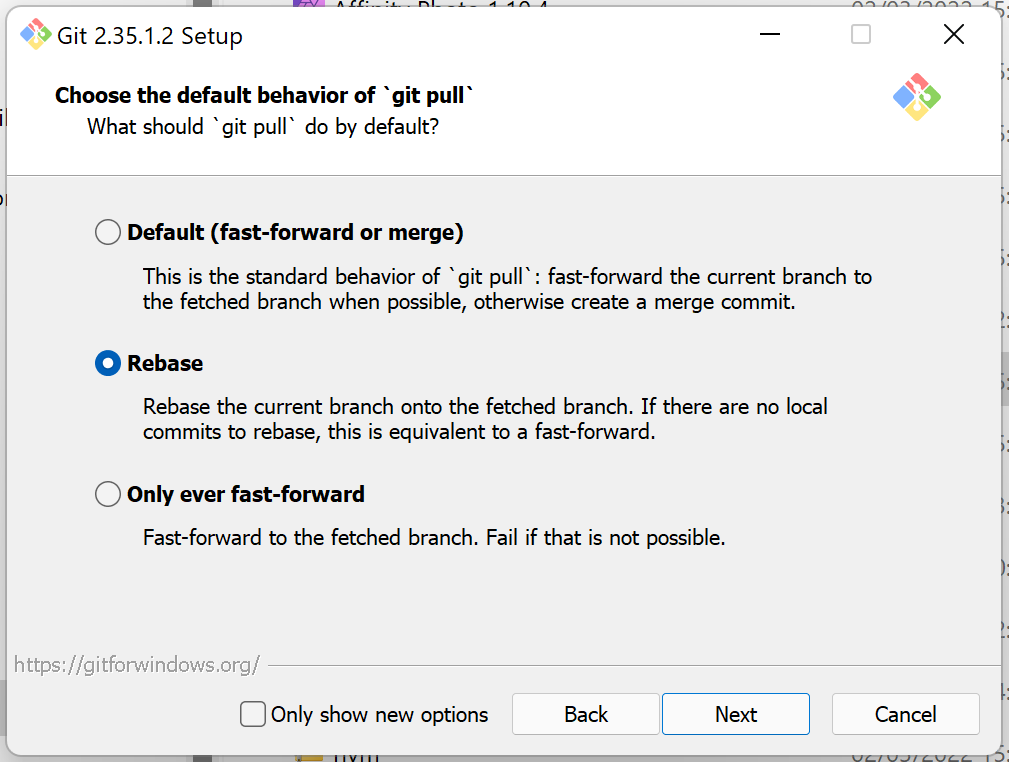 Affinity Photo 1.10.4
Git 2.35.1.2 Setup
Choose the default behavior of `git pull`
What should `git pull` do by default?
Default (fast-forward or merge)
This is the standard behavior of `git pull`: fast-forward the current branch to
the fetched branch when possible, otherwise create a merge commit.
Rebase
Rebase the current branch onto the fetched branch. If there are no local
commits to rebase, this is equivalent to a fast-forward.
Only ever fast-forward
Fast-forward to the fetched branch. Fail if that is not possible.
https://gitforwindows.org/
Only show new options
Back
Next
Cancel